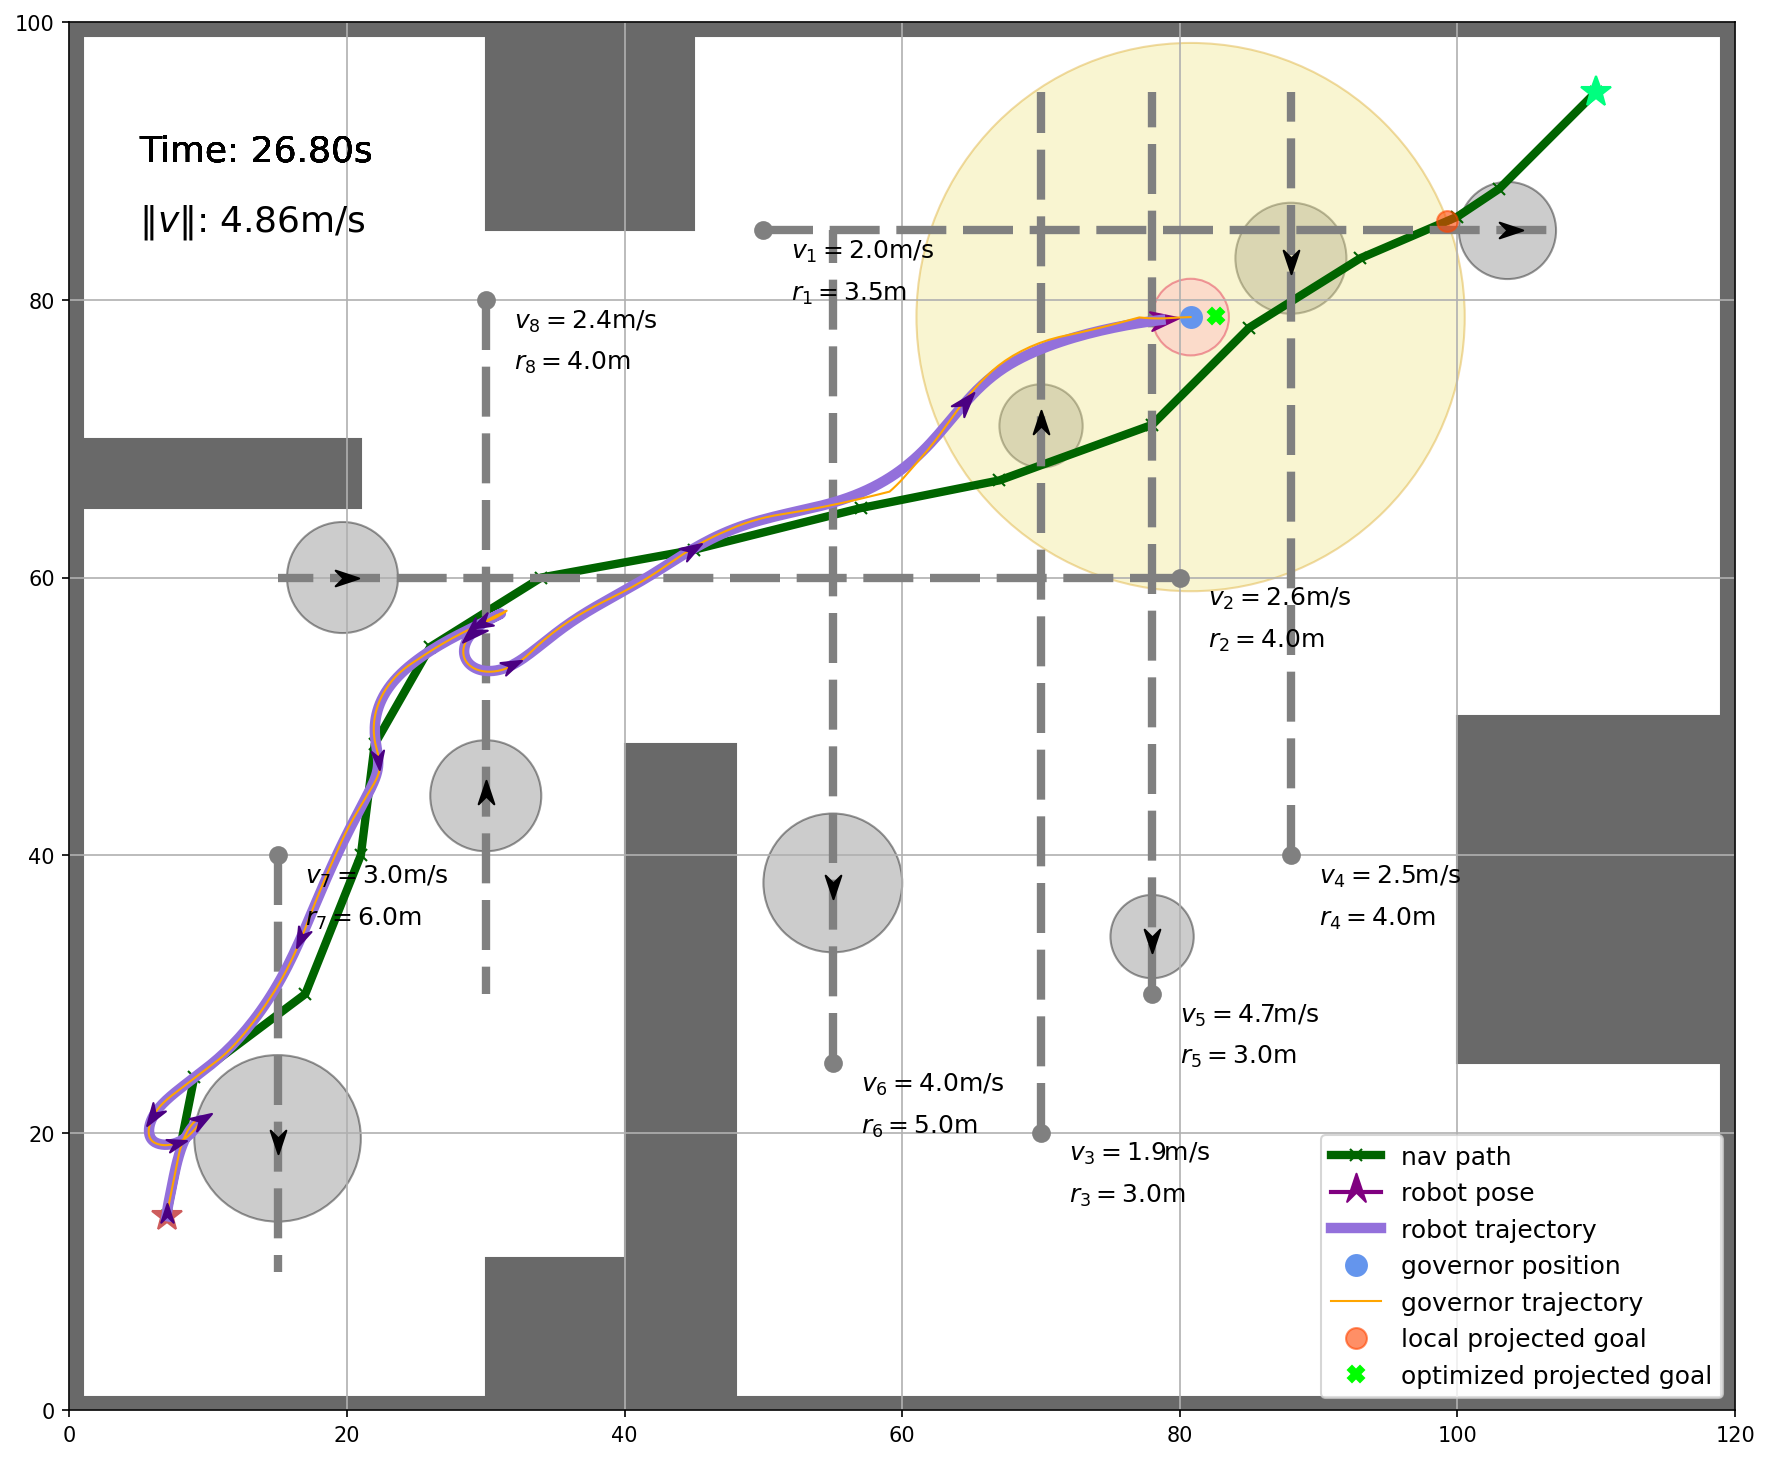 100
80
60
40
20
0
0
20
40
60
80
100
120
Time: 26.80s
‖v‖: 4.86m/s
v₁ = 2.0m/s
r₁ = 3.5m
v₈ = 2.4m/s
r₈ = 4.0m
v₂ = 2.6m/s
r₂ = 4.0m
v₇ = 3.0m/s
r₇ = 6.0m
v₄ = 2.5m/s
r₄ = 4.0m
v₅ = 4.7m/s
r₅ = 3.0m
v₆ = 4.0m/s
r₆ = 5.0m
v₃ = 1.9m/s
r₃ = 3.0m
nav path
robot pose
robot trajectory
governor position
governor trajectory
local projected goal
optimized projected goal